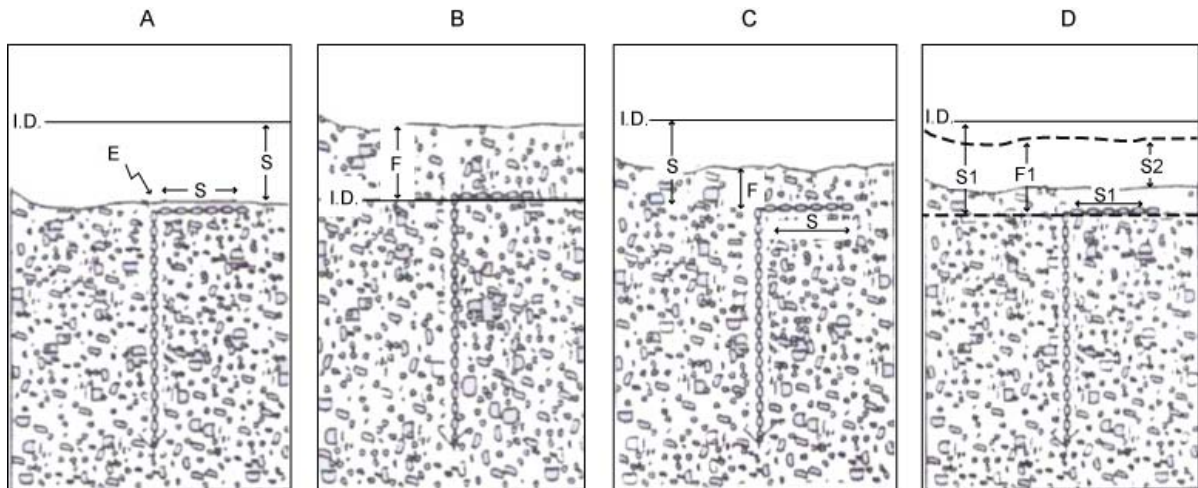 A B C D
I.D. I.D. I.D.
E S S F S F S S1 F1 S1 S2
I.D.